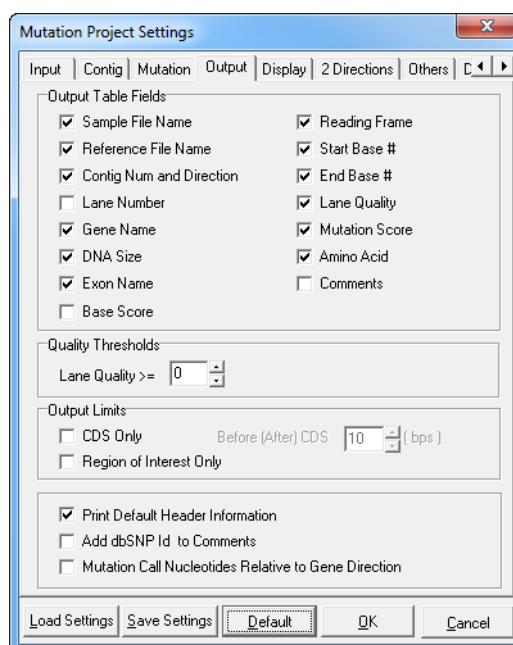 Mutation Project Settings
Input Contig Mutation Output Display 2 Directions Others
Output Table Fields
Sample File Name Reading Frame
Reference File Name Start Base #
Contig Num and Direction End Base #
Lane Number Lane Quality
Gene Name Mutation Score
DNA Size Amino Acid
Exon Name Comments
Base Score
Quality Thresholds
Lane Quality >= 0
Output Limits
CDS Only Before (After) CDS 10 ( bps )
Region of Interest Only
Print Default Header Information
Add dbSNP Id to Comments
Mutation Call Nucleotides Relative to Gene Direction
Load Settings Save Settings Default OK Cancel